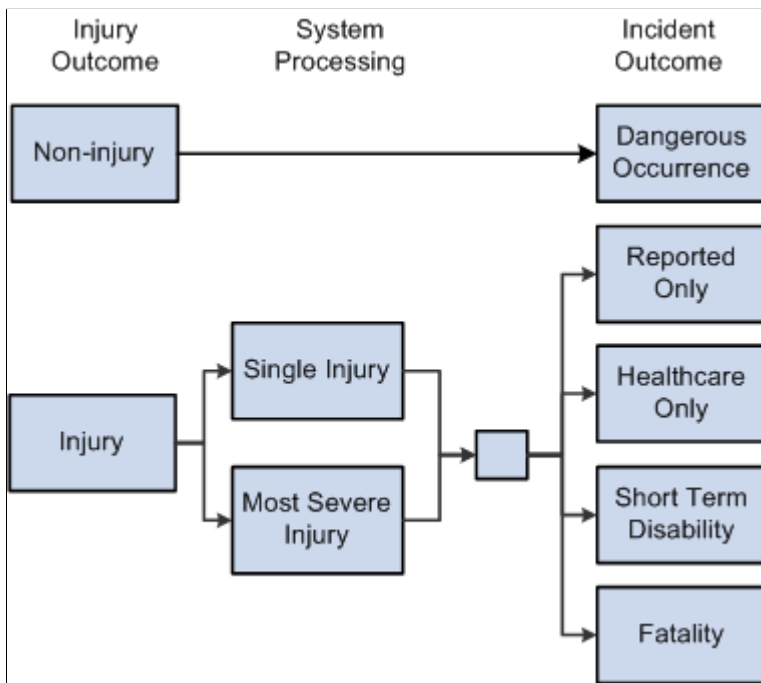 Injury
Outcome
System
Processing
Incident
Outcome
Non-injury
Dangerous
Occurrence
Reported
Only
Single Injury
Healthcare
Only
Injury
Most Severe
Injury
Short Term
Disability
Fatality